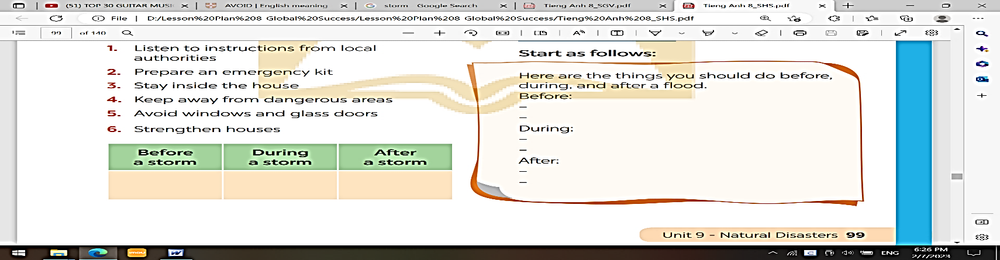 (51) TOP 30 GUITAR MUSI
AVOID | English meaning
storm - Google Search
Tieng Anh 8_SGV.pdf
Tieng Anh 8_SHS.pdf
File | D:/Lesson%20Plan%208 Global%20Success/Lesson%20Plan%208 Global%20Success/Tieng%20Anh%208_SHS.pdf
99 of 140
1. Listen to instructions from local
authorities
2. Prepare an emergency kit
3. Stay inside the house
4. Keep away from dangerous areas
5. Avoid windows and glass doors
6. Strengthen houses
Before
a storm
During
a storm
After
a storm
Start as follows:
Here are the things you should do before,
during, and after a flood.
Before:
–
–
During:
–
–
After:
–
–
Unit 9 - Natural Disasters 99
imou
ENG
6:26 PM
2/7/2023